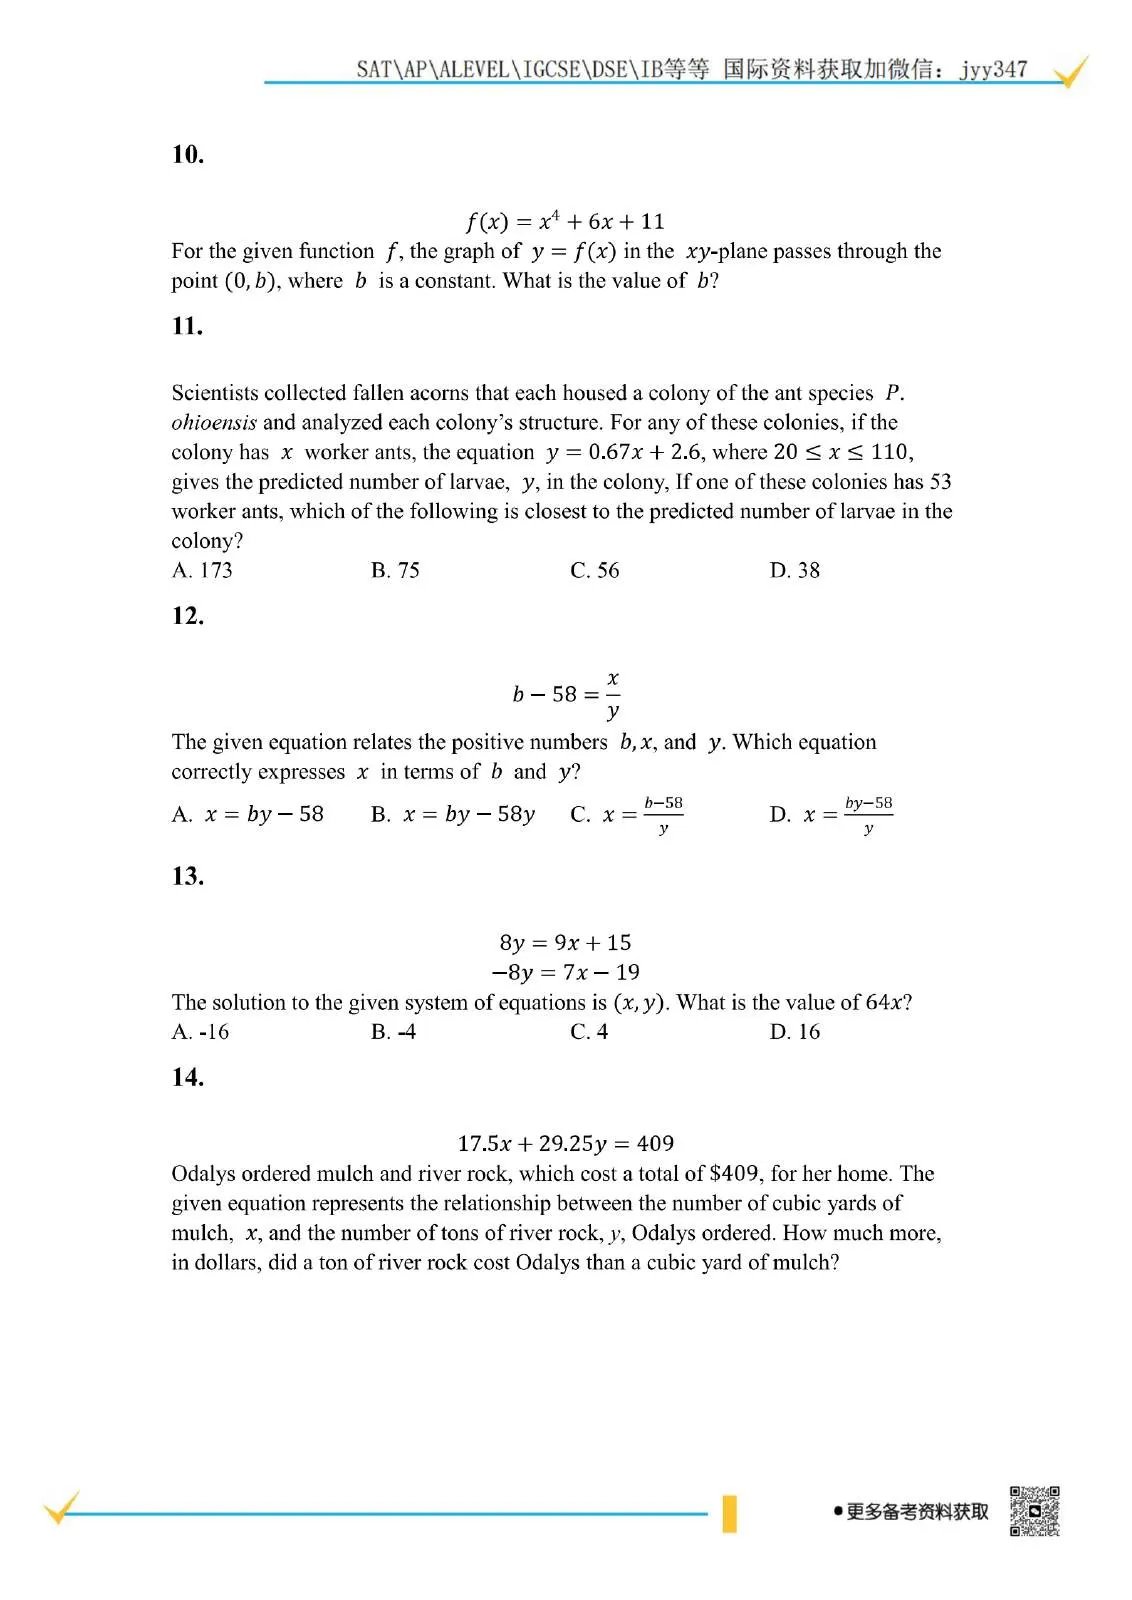 SAT\AP\ALEVEL\IGCSE\DSE\IB等等 国际资料获取加微信：jyy347
10.
f(x) = x⁴ + 6x + 11
For the given function f, the graph of y = f(x) in the xy-plane passes through the
point (0, b), where b is a constant. What is the value of b?
11.
Scientists collected fallen acorns that each housed a colony of the ant species P.
ohioensis and analyzed each colony’s structure. For any of these colonies, if the
colony has x worker ants, the equation y = 0.67x + 2.6, where 20 ≤ x ≤ 110,
gives the predicted number of larvae, y, in the colony, If one of these colonies has 53
worker ants, which of the following is closest to the predicted number of larvae in the
colony?
A. 173 B. 75 C. 56 D. 38
12.
b − 58 = x/y
The given equation relates the positive numbers b, x, and y. Which equation
correctly expresses x in terms of b and y?
A. x = by − 58 B. x = by − 58y C. x = (b−58)/y D. x = (by−58)/y
13.
8y = 9x + 15
−8y = 7x − 19
The solution to the given system of equations is (x, y). What is the value of 64x?
A. -16 B. -4 C. 4 D. 16
14.
17.5x + 29.25y = 409
Odalys ordered mulch and river rock, which cost a total of $409, for her home. The
given equation represents the relationship between the number of cubic yards of
mulch, x, and the number of tons of river rock, y, Odalys ordered. How much more,
in dollars, did a ton of river rock cost Odalys than a cubic yard of mulch?
•更多备考资料获取